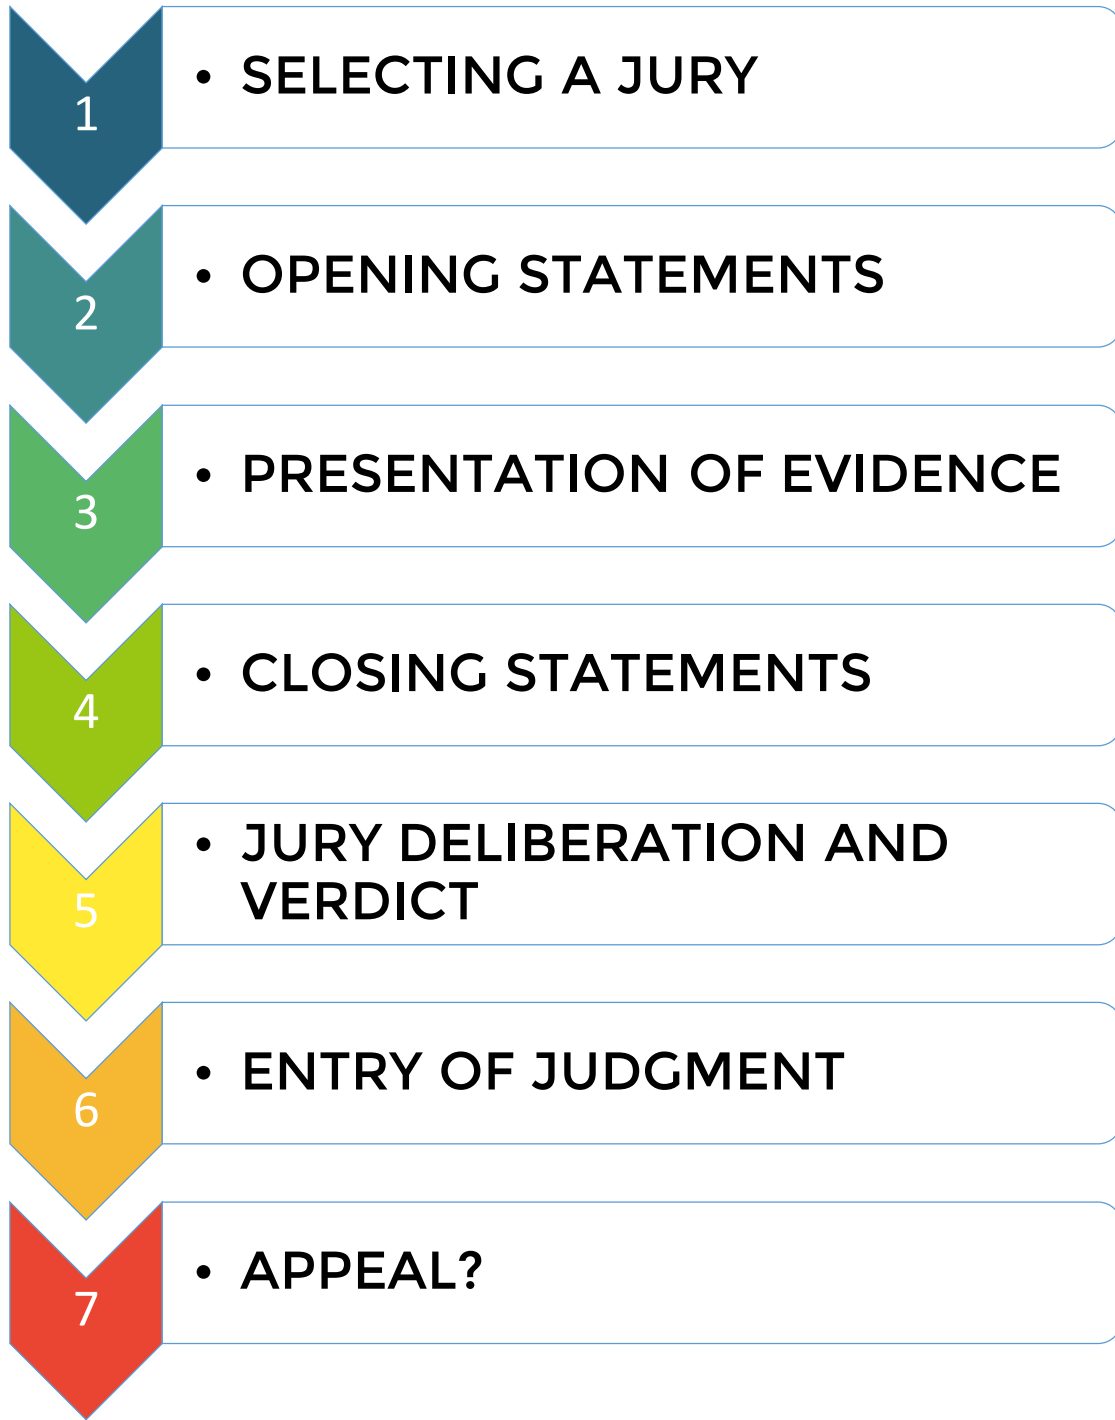 1
• SELECTING A JURY
2
• OPENING STATEMENTS
3
• PRESENTATION OF EVIDENCE
4
• CLOSING STATEMENTS
5
• JURY DELIBERATION AND
VERDICT
6
• ENTRY OF JUDGMENT
7
• APPEAL?